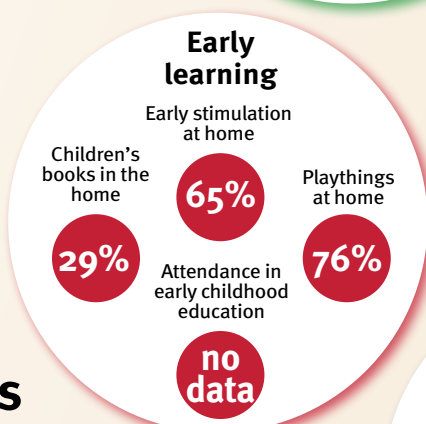 Early
learning
Early stimulation
at home
65%
Children's
books in the
home
29%
Playthings
at home
76%
Attendance in
early childhood
education
no
data
s